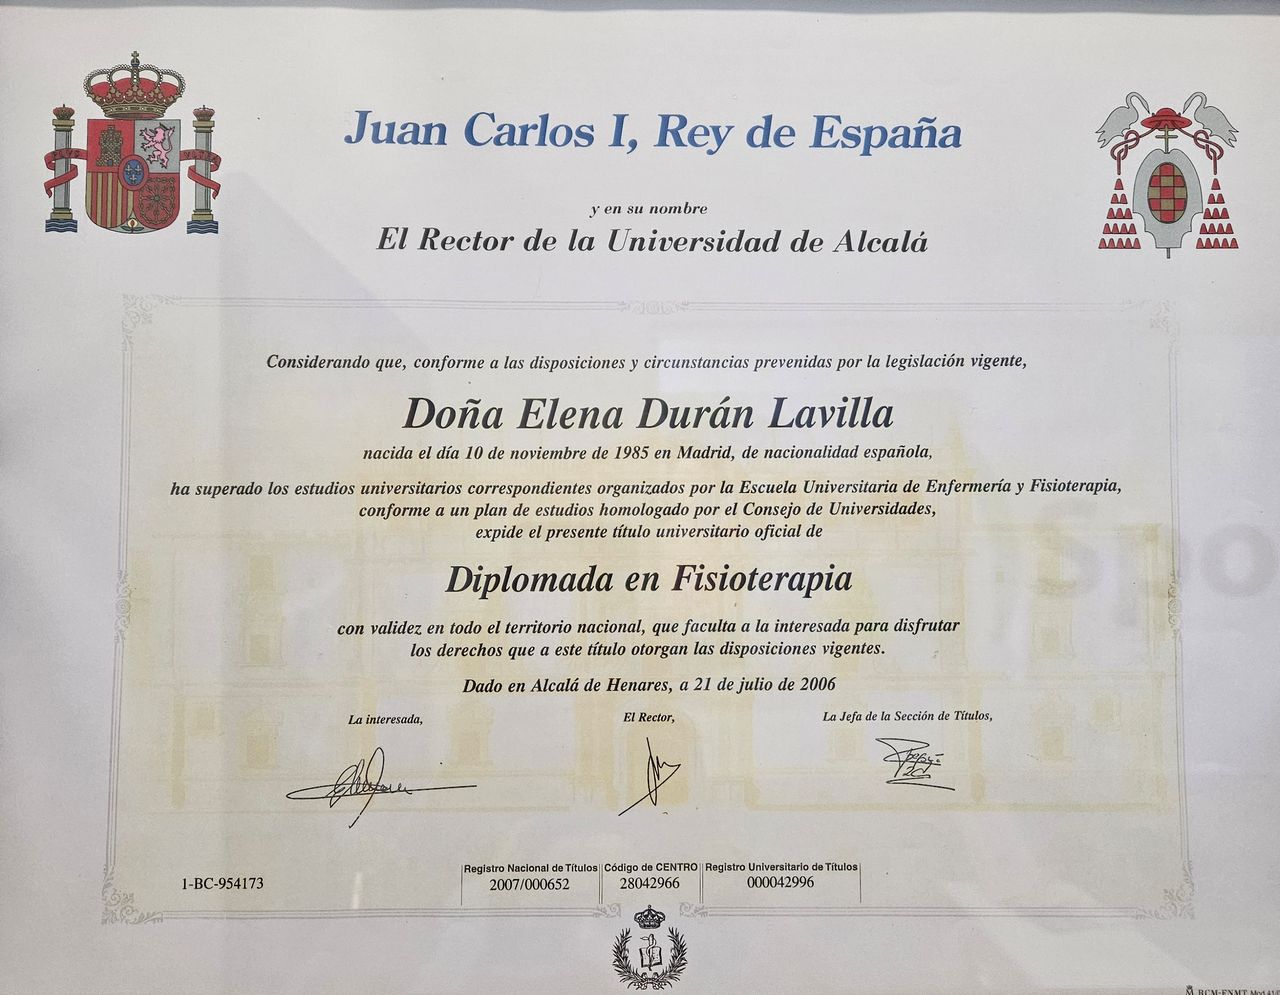 Juan Carlos I, Rey de España
y en su nombre
El Rector de la Universidad de Alcalá
Considerando que, conforme a las disposiciones y circunstancias prevenidas por la legislación vigente,
Doña Elena Durán Lavilla
nacida el día 10 de noviembre de 1985 en Madrid, de nacionalidad española,
ha superado los estudios universitarios correspondientes organizados por la Escuela Universitaria de Enfermería y Fisioterapia,
conforme a un plan de estudios homologado por el Consejo de Universidades,
expide el presente título universitario oficial de
Diplomada en Fisioterapia
con validez en todo el territorio nacional, que faculta a la interesada para disfrutar
los derechos que a este título otorgan las disposiciones vigentes.
Dado en Alcalá de Henares, a 21 de julio de 2006
La interesada, El Rector, La Jefa de la Sección de Títulos,
Registro Nacional de Títulos Código de CENTRO Registro Universitario de Títulos
1-BC-954173 2007/000652 28042966 000042996
RCM-FNMT